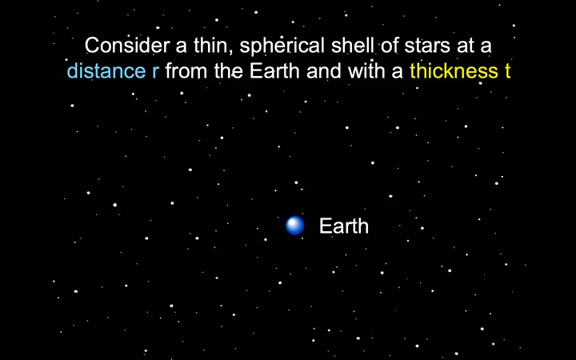 Consider a thin, spherical shell of stars at a
distance r from the Earth and with a thickness t
Earth